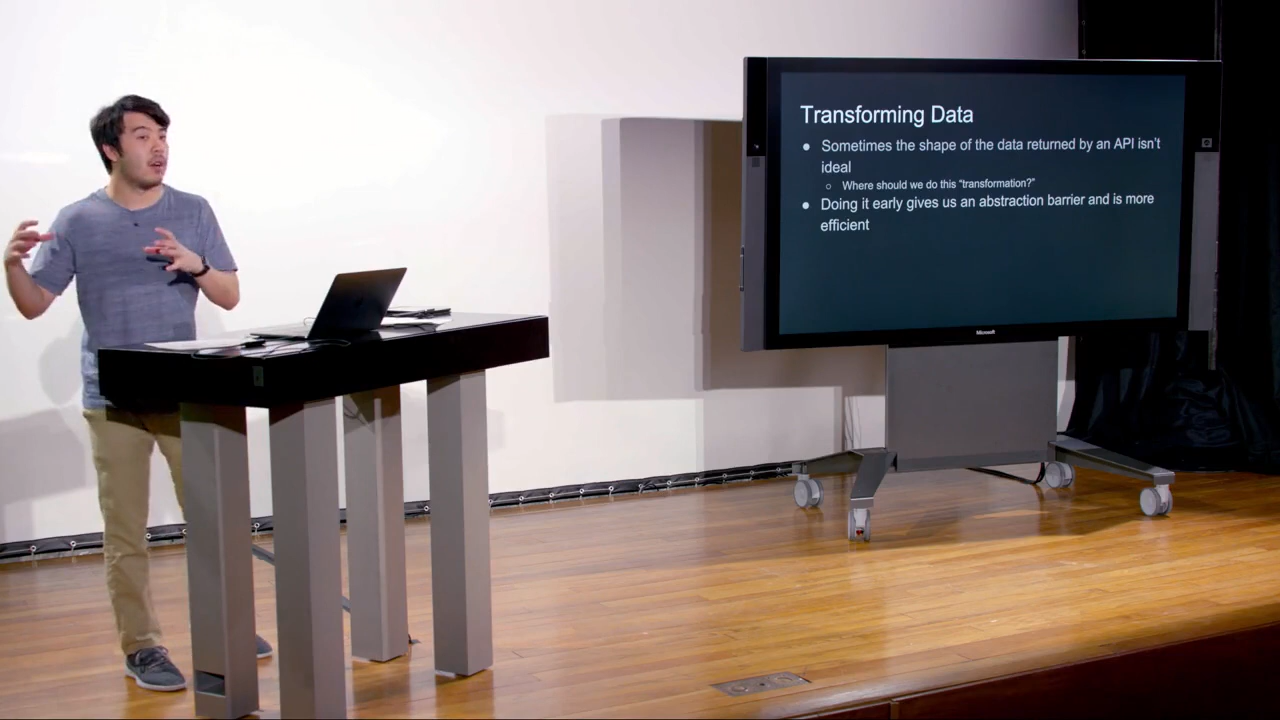 Transforming Data
● Sometimes the shape of the data returned by an API isn't
ideal
○ Where should we do this “transformation?”
● Doing it early gives us an abstraction barrier and is more
efficient
Microsoft